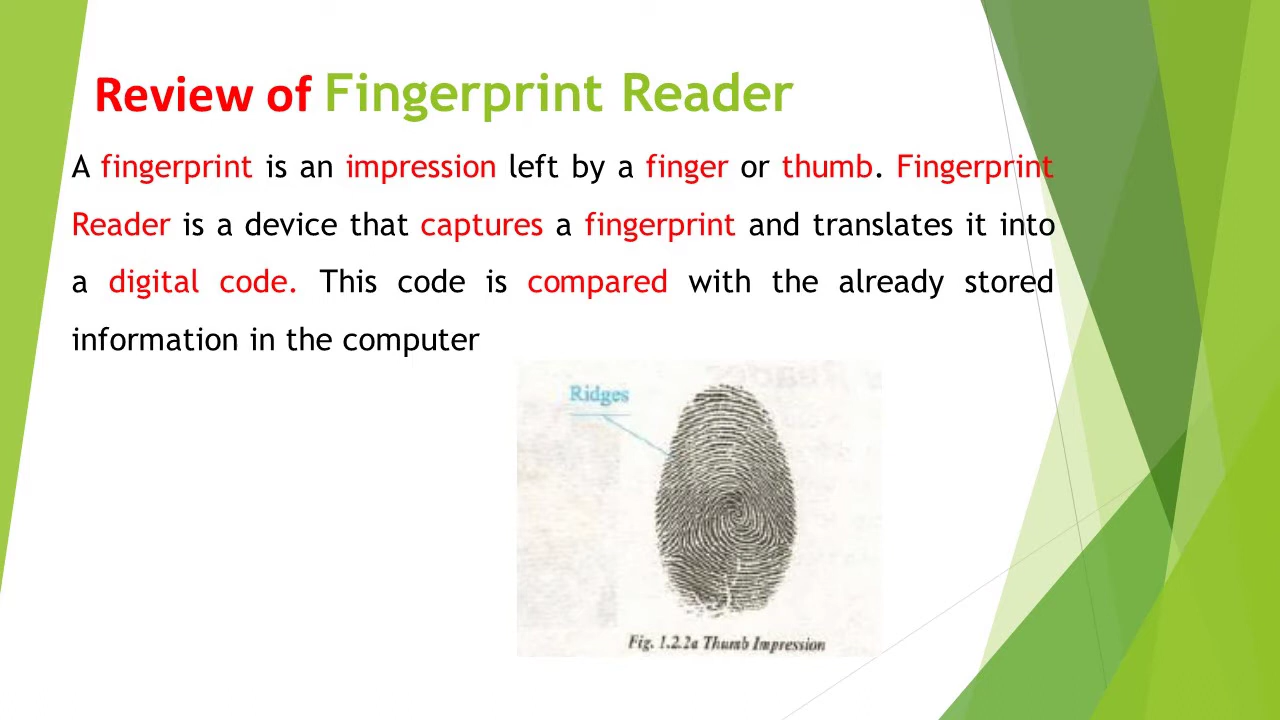 Review of Fingerprint Reader
A fingerprint is an impression left by a finger or thumb. Fingerprint
Reader is a device that captures a fingerprint and translates it into
a digital code. This code is compared with the already stored
information in the computer
Ridges
Fig. 1.2.2a Thumb Impression